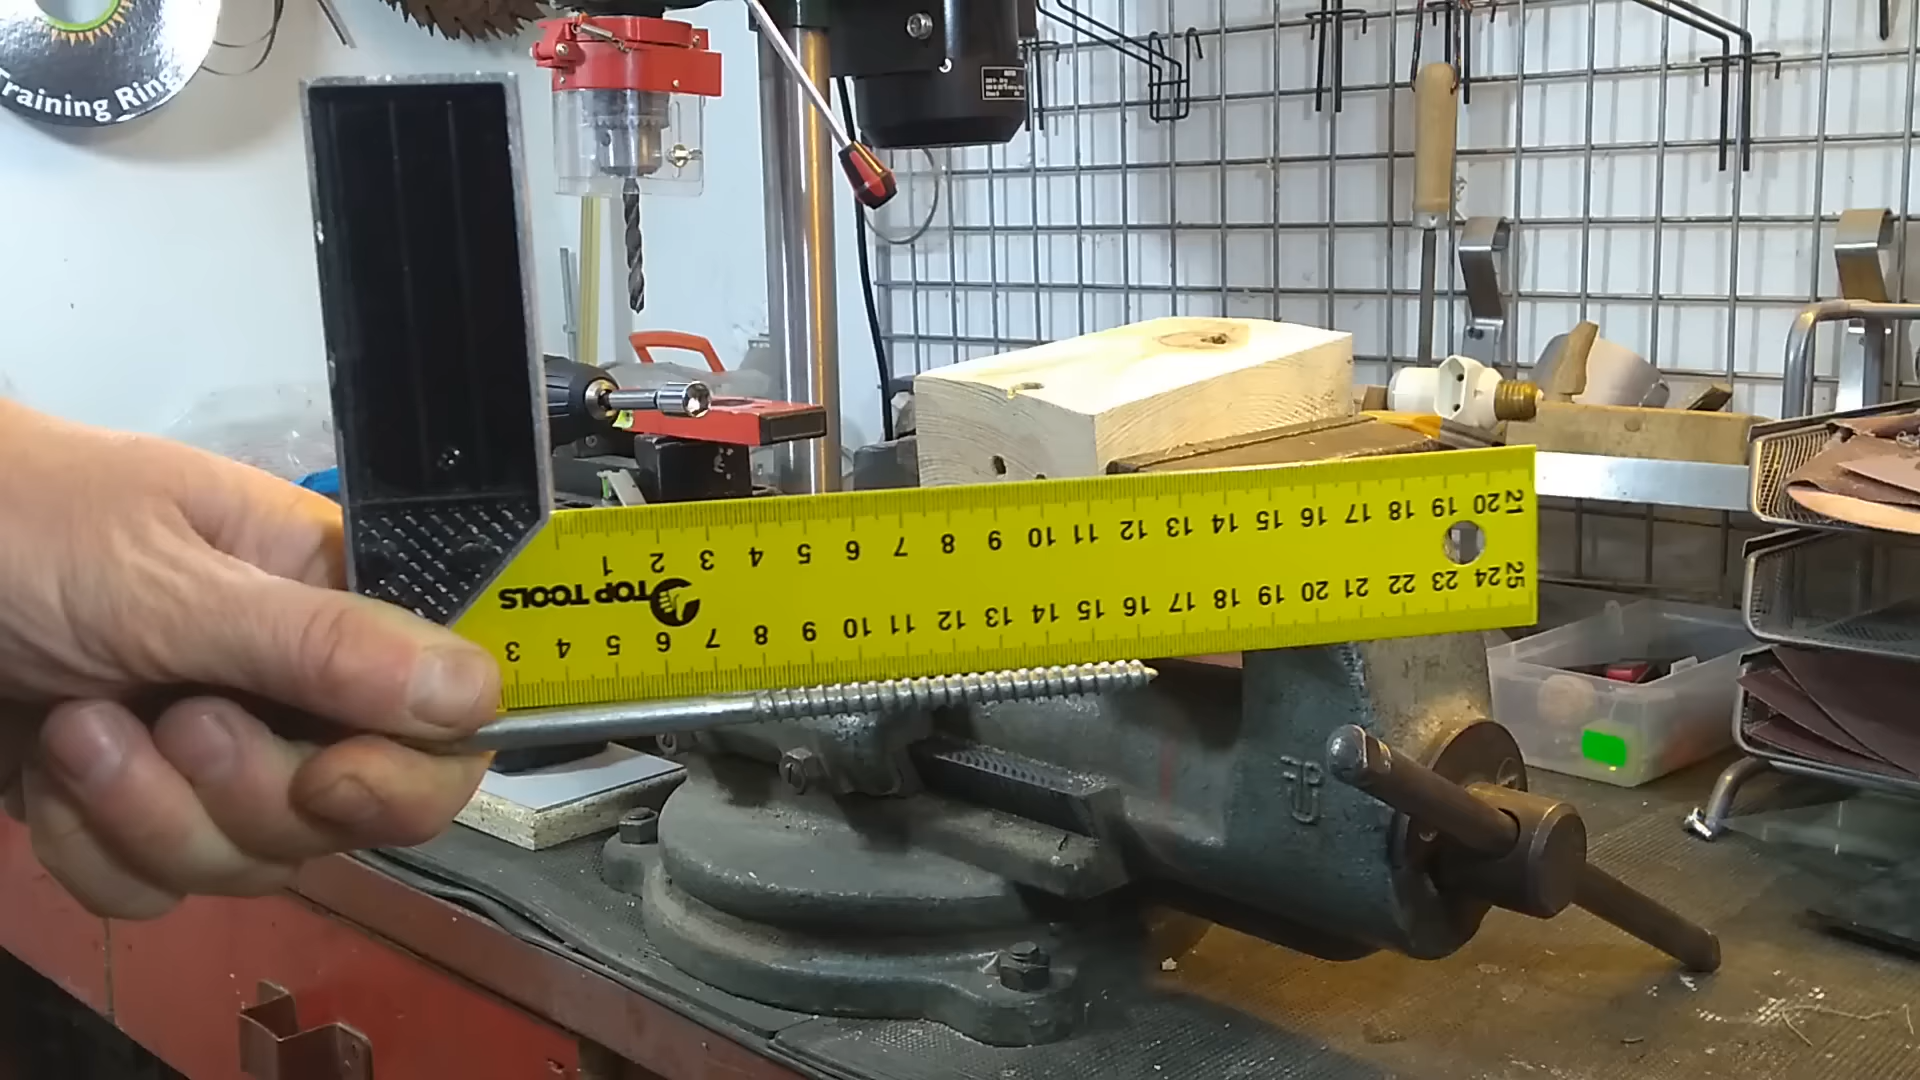 Training Ring
1 2 3 4 5 6 7 8 9 10 11 12 13 14 15 16 17 18 19 20 21
TOP TOOLS
3 4 5 6 7 8 9 10 11 12 13 14 15 16 17 18 19 20 21 22 23 24 25